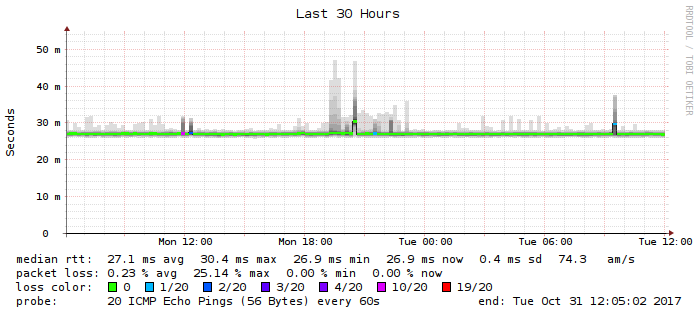 Last 30 Hours
RRDTOOL / TOBI OETIKER
Seconds
50 m
40 m
30 m
20 m
10 m
0
Mon 12:00 Mon 18:00 Tue 00:00 Tue 06:00 Tue 12:00
median rtt: 27.1 ms avg 30.4 ms max 26.9 ms min 26.9 ms now 0.4 ms sd 74.3 am/s
packet loss: 0.23 % avg 25.14 % max 0.00 % min 0.00 % now
loss color: 0 1/20 2/20 3/20 4/20 10/20 19/20
probe: 20 ICMP Echo Pings (56 Bytes) every 60s end: Tue Oct 31 12:05:02 2017